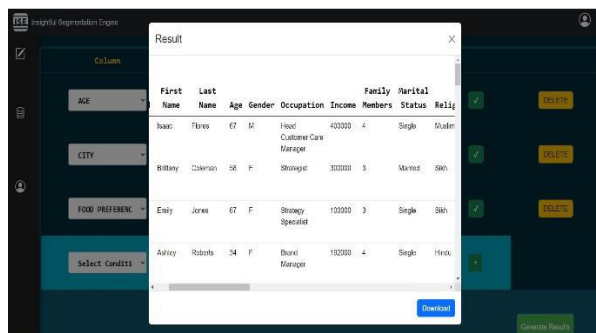 ISE Insightful Segmentation Engine
Result X
Column
First Last Family Marital
Name Name Age Gender Occupation Income Members Status Relig
AGE
DELETE
Isaac Flores 67 M Head 400000 4 Single Muslim
Customer Care
Manager
CITY
DELETE
Brittany Coleman 58 F Strategist 300000 3 Married Sikh
FOOD PREFERENC
DELETE
Emily Jones 67 F Strategy 100000 3 Single Sikh
Specialist
Select Conditi
+
Ashley Roberts 34 F Brand 192000 4 Single Hindu
Manager
Download
Generate Results